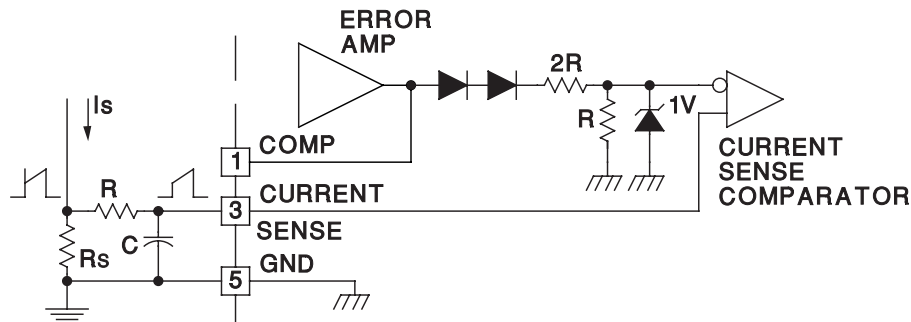 ERROR
AMP
2R
Is
R
1V
1 COMP
CURRENT
SENSE
COMPARATOR
R
3 CURRENT
SENSE
Rs
C
5 GND